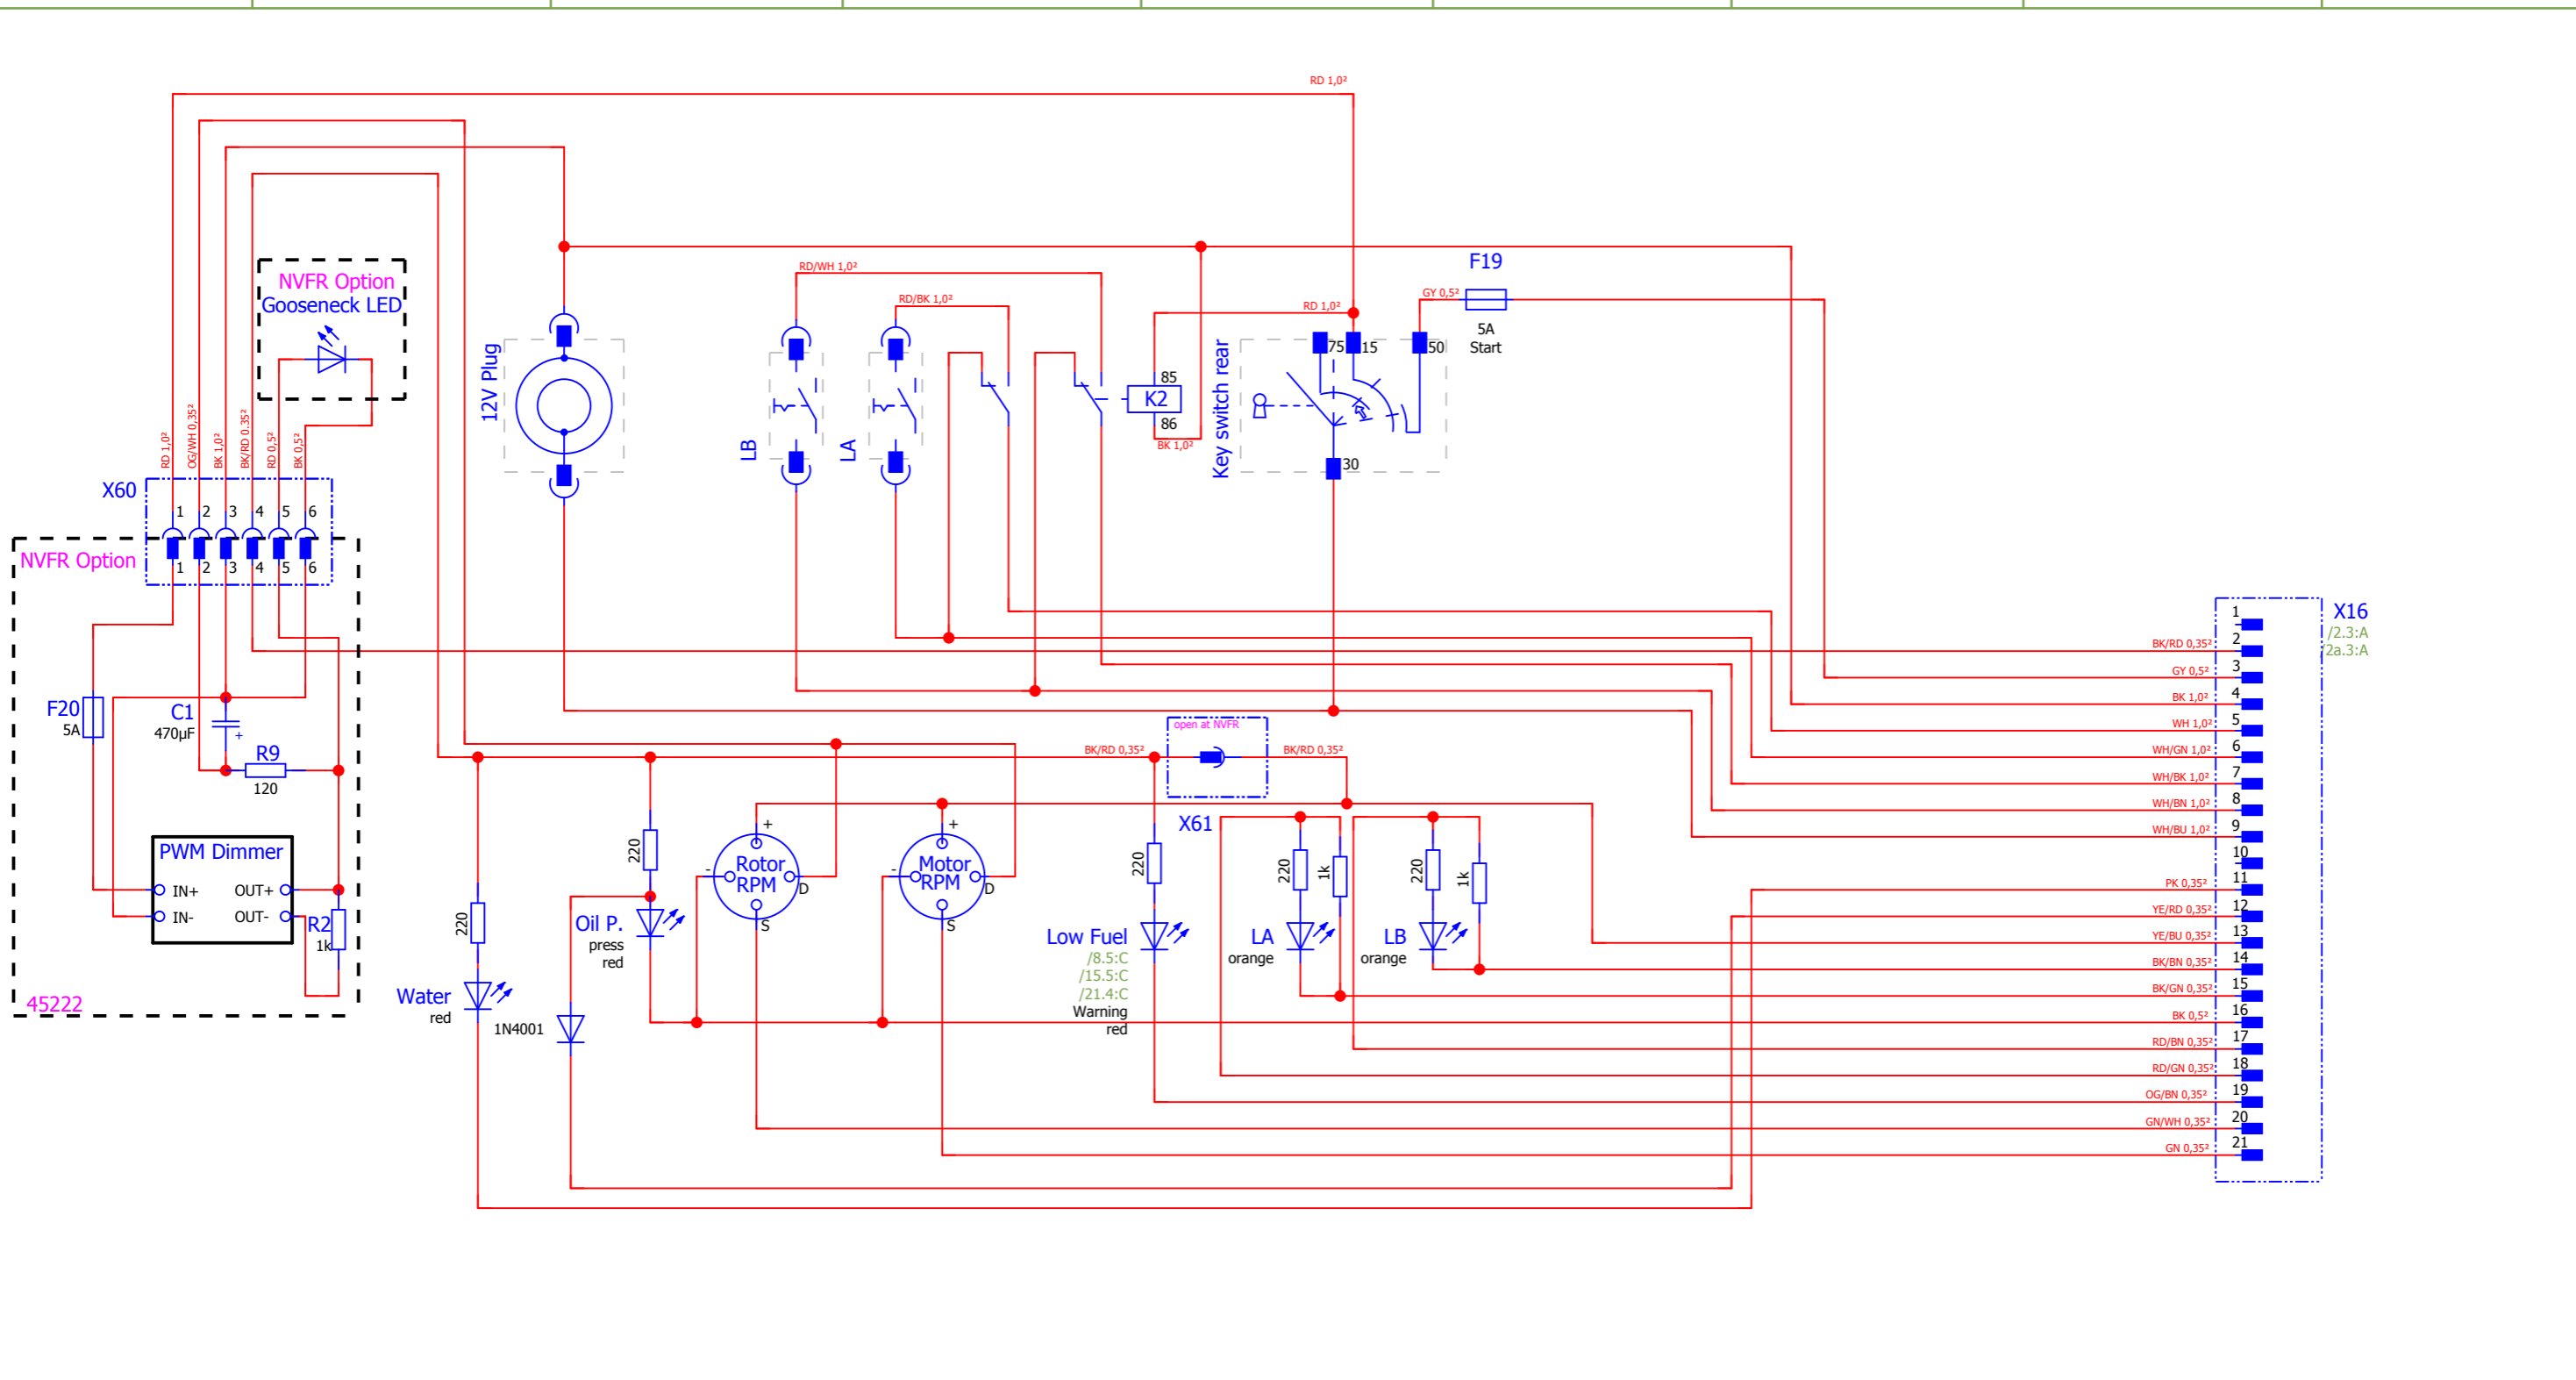 RD 1,0²
RD/WH 1,0²
F19
NVFR Option
Gooseneck LED
RD/BK 1,0²
RD 1,0²
GY 0,5²
5A
Start
12V Plug
LB
LA
85
K2
86
BK 1,0²
Key switch rear
75
15
50
30
RD 1,0²
OG/WH 0,35²
BK 1,0²
BK/RD 0.35²
RD 0,5²
BK 0,5²
X60
1 2 3 4 5 6
NVFR Option
1 2 3 4 5 6
F20
5A
C1
470µF
+
R9
120
PWM Dimmer
IN+
OUT+
IN-
OUT-
R2
1k
45222
open at NVFR
BK/RD 0,35²
BK/RD 0,35²
X61
220
Water
red
220
Oil P.
press
red
1N4001
+
-
Rotor
RPM
D
S
+
-
Motor
RPM
D
S
220
Low Fuel
/8.5:C
/15.5:C
/21.4:C
Warning
red
220
1k
LA
orange
220
1k
LB
orange
X16
/2.3:A
/2a.3:A
1
BK/RD 0,35² 2
GY 0,5² 3
BK 1,0² 4
WH 1,0² 5
WH/GN 1,0² 6
WH/BK 1,0² 7
WH/BN 1,0² 8
WH/BU 1,0² 9
10
PK 0,35² 11
YE/RD 0,35² 12
YE/BU 0,35² 13
BK/BN 0,35² 14
BK/GN 0,35² 15
BK 0,5² 16
RD/BN 0,35² 17
RD/GN 0,35² 18
OG/BN 0,35² 19
GN/WH 0,35² 20
GN 0,35² 21